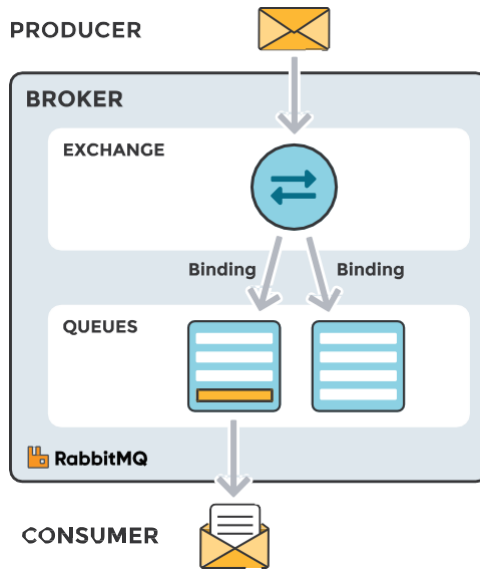 PRODUCER
BROKER
EXCHANGE
Binding Binding
QUEUES
RabbitMQ
CONSUMER